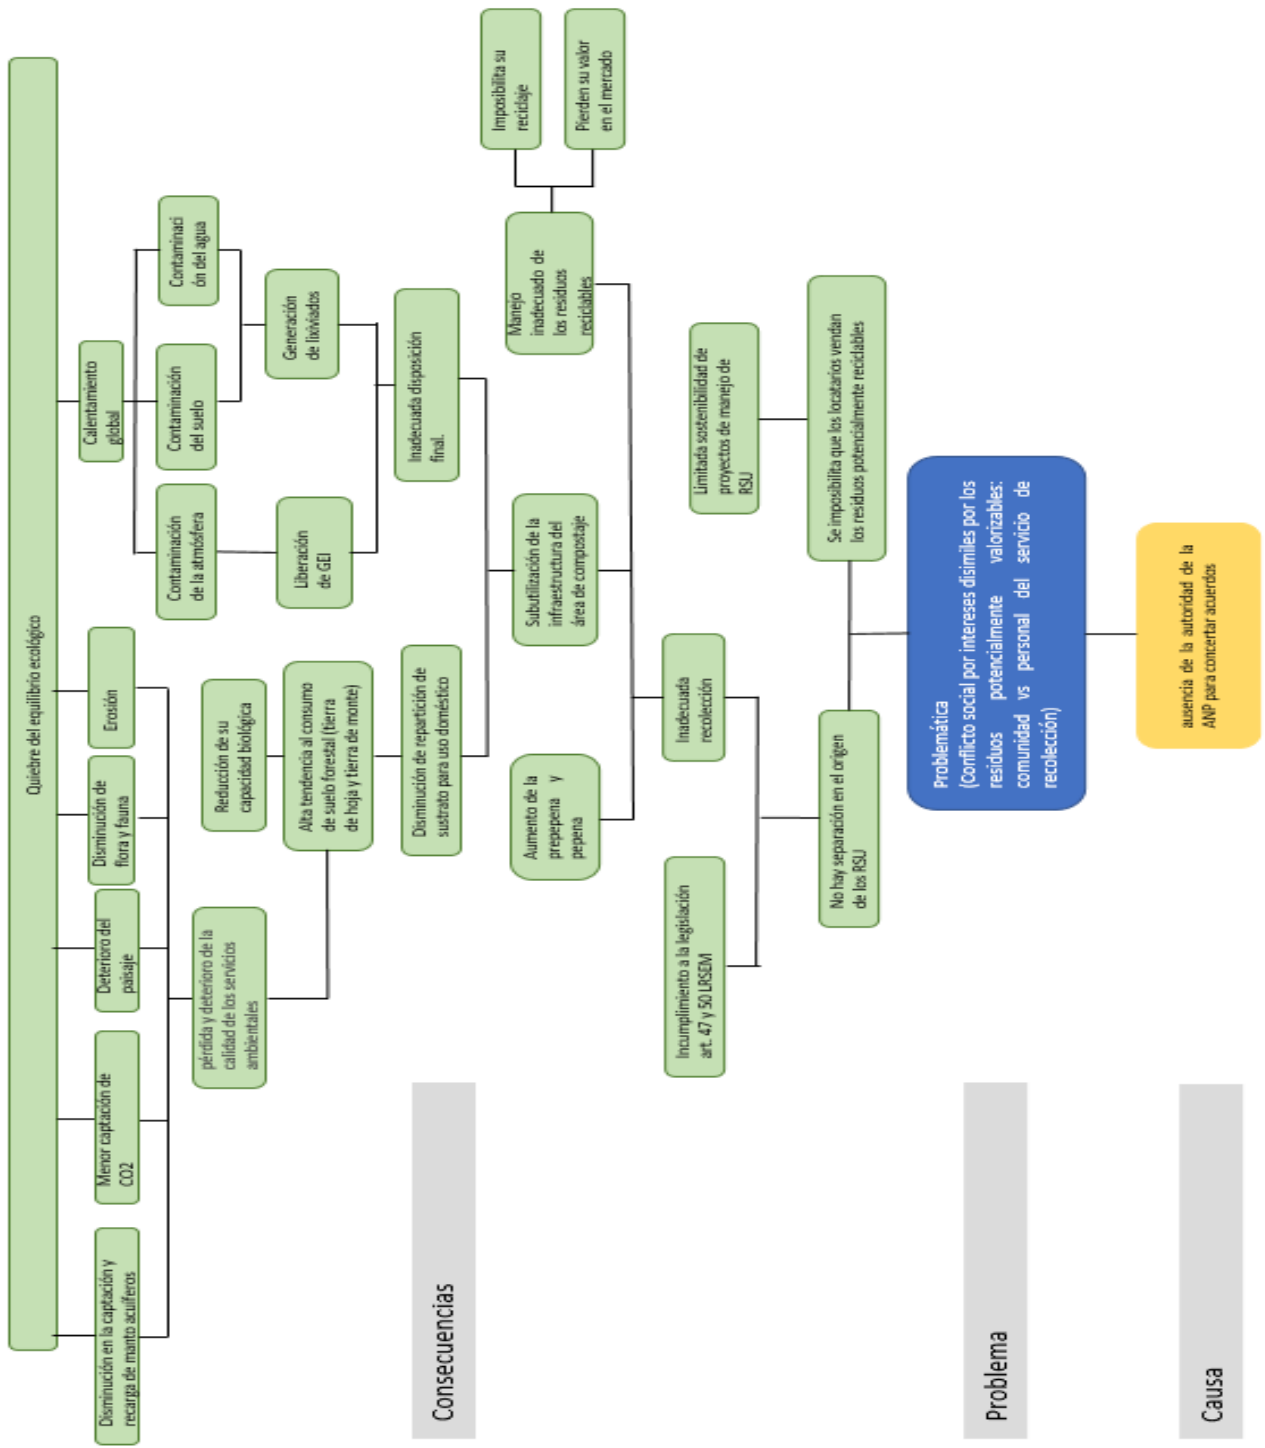 Quiebre del equilibrio ecológico
Disminución en la captación y
recarga de manto acuíferos
Menor captación de
CO2
Deterioro del
paisaje
Disminución de
flora y fauna
Erosión
Calentamiento
global
Contaminación
de la atmósfera
Contaminación
del suelo
Contaminaci
ón del agua
pérdida y deterioro de la
calidad de los servicios
ambientales
Reducción de su
capacidad biológica
Liberación
de GEI
Generación
de lixiviados
Alta tendencia al consumo
de suelo forestal (tierra
de hoja y tierra de monte)
Disminución de repartición de
sustrato para uso doméstico
Inadecuada disposición
final.
Consecuencias
Aumento de la
prepepena y
pepena
Subutilización de la
infraestructura del
área de compostaje
Manejo
inadecuado de
los residuos
reciclables
Imposibilita su
reciclaje
Pierden su valor
en el mercado
Incumplimiento a la legislación
art. 47 y 50 LRSEM
Inadecuada
recolección
Limitada sostenibilidad de
proyectos de manejo de
RSU
No hay separación en el origen
de los RSU
Se imposibilita que los locatarios vendan
los residuos potencialmente reciclables
Problema
Problemática
(Conflicto social por intereses disimiles por los
residuos potencialmente valorizables:
comunidad vs personal del servicio de
recolección)
Causa
ausencia de la autoridad de la
ANP para concertar acuerdos